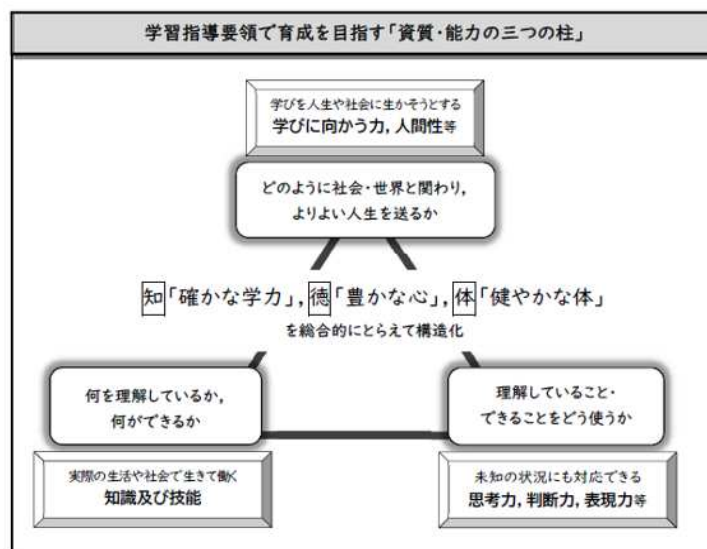 学習指導要領で育成を目指す「資質・能力の三つの柱」
学びを人生や社会に生かそうとする
学びに向かう力，人間性等
どのように社会・世界と関わり，
よりよい人生を送るか
知「確かな学力」，徳「豊かな心」，体「健やかな体」
を総合的にとらえて構造化
何を理解しているか，
何ができるか
実際の生活や社会で生きて働く
知識及び技能
理解していること・
できることをどう使うか
未知の状況にも対応できる
思考力，判断力，表現力等